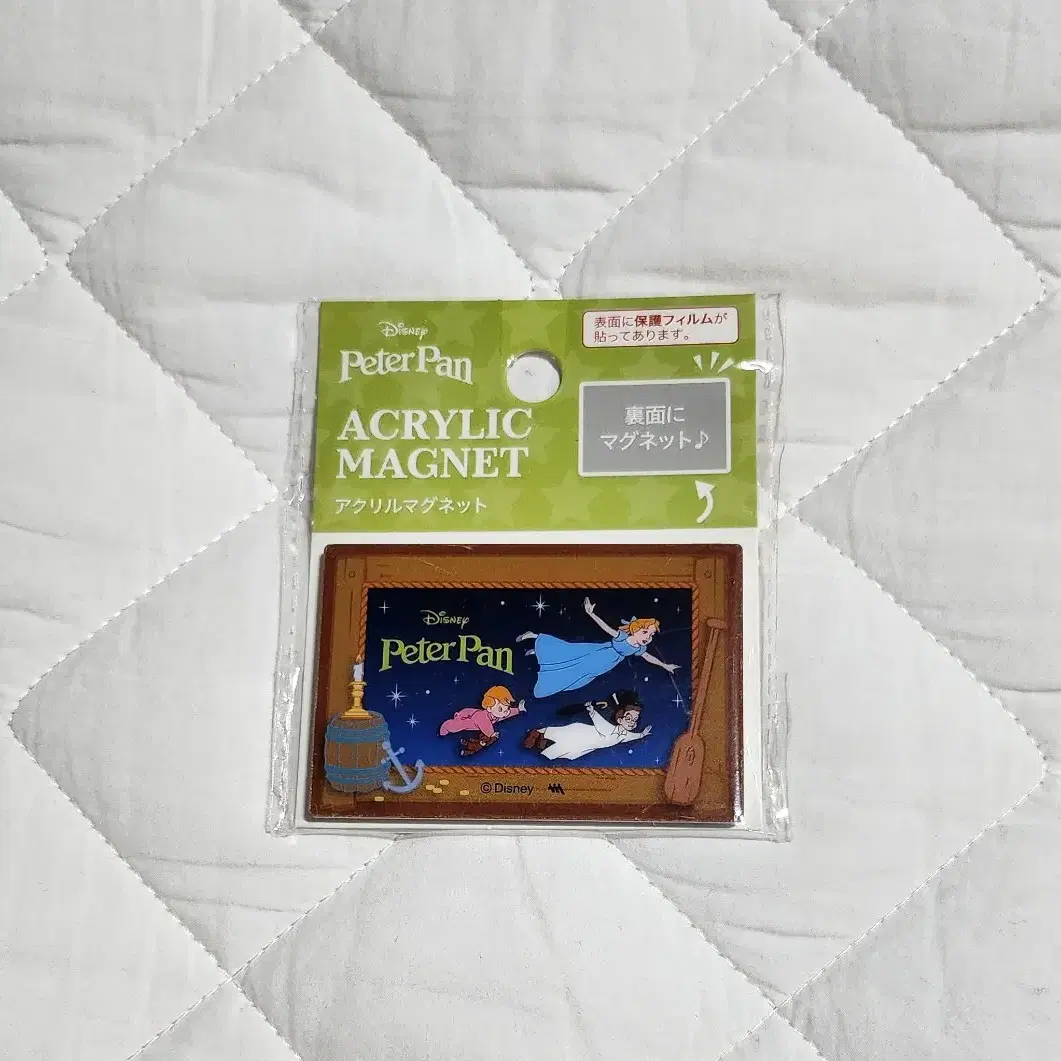 Disney
Peter Pan
ACRYLIC
MAGNET
アクリルマグネット
表面に保護フィルムが
貼ってあります。
裏面に
マグネット♪
Disney
Peter Pan
©Disney